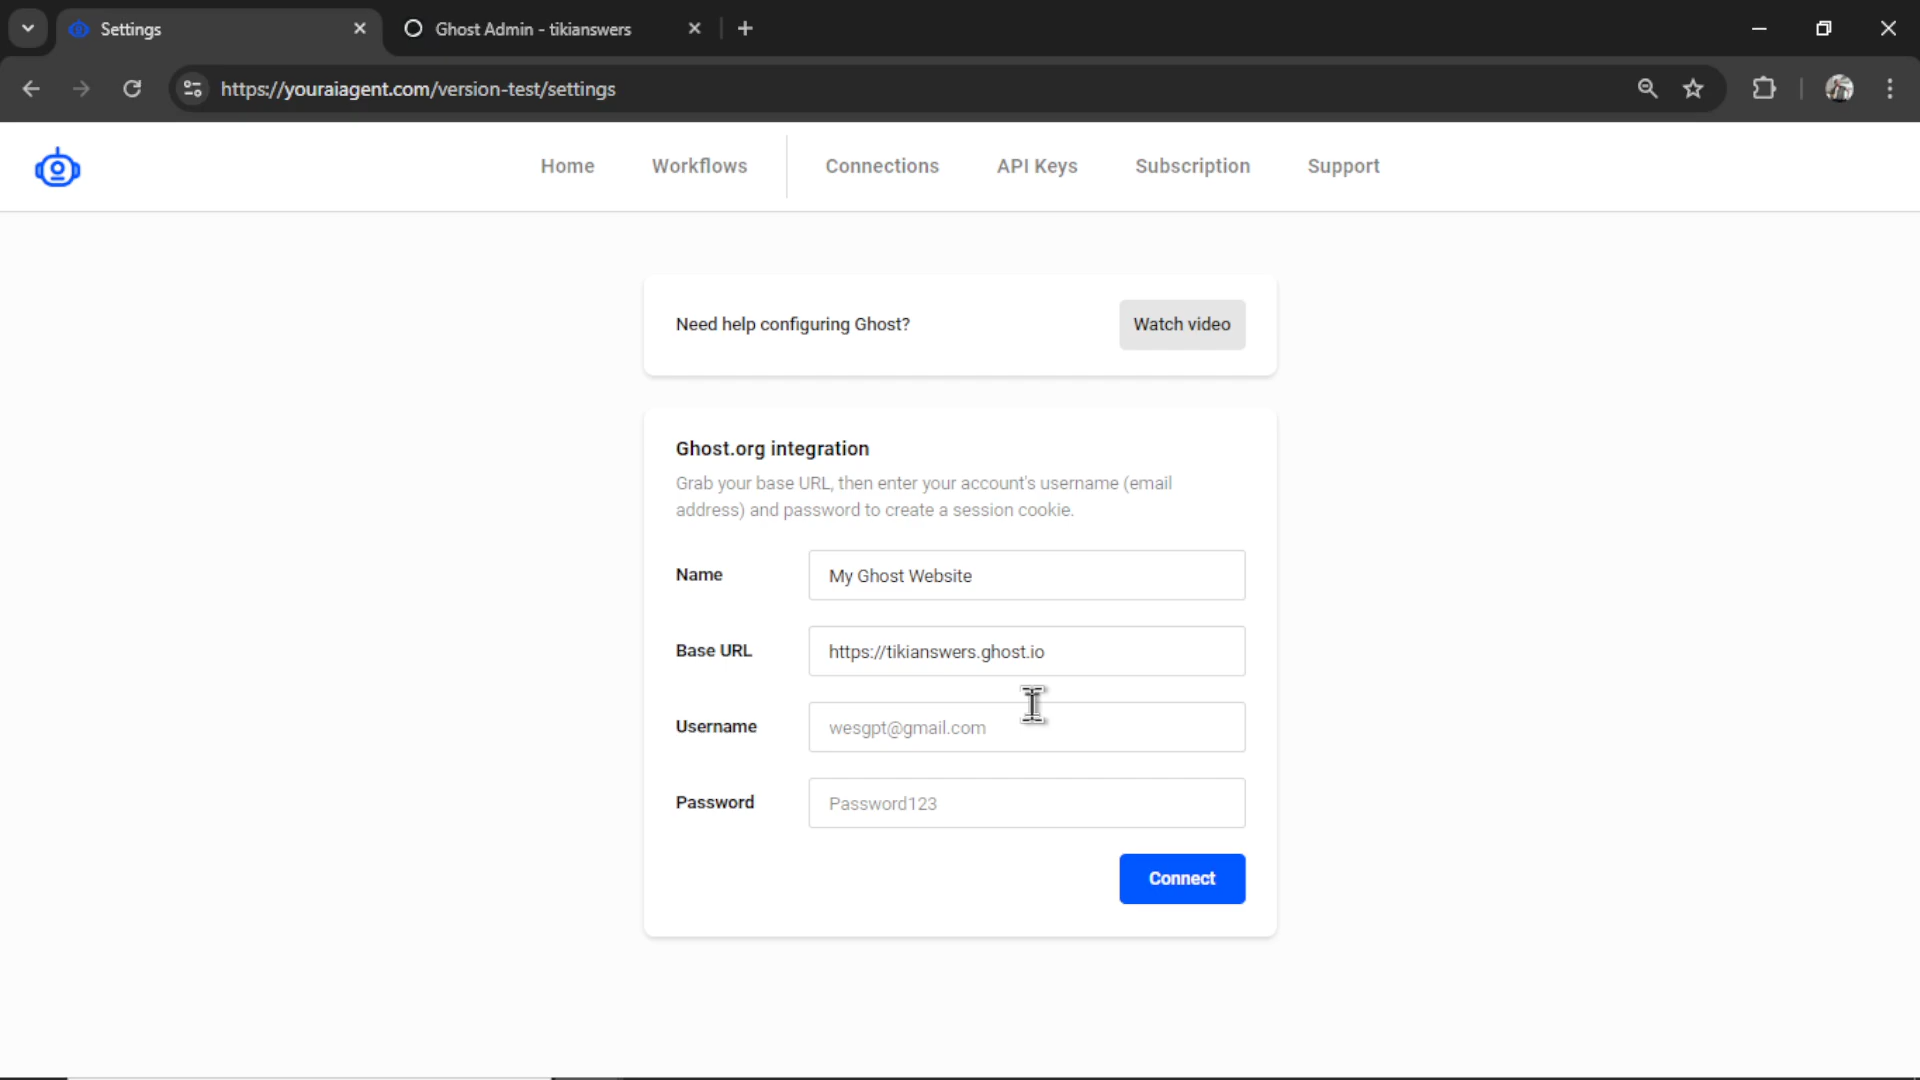 Settings
Ghost Admin - tikianswers
https://youraiagent.com/version-test/settings
Home
Workflows
Connections
API Keys
Subscription
Support
Need help configuring Ghost?
Watch video
Ghost.org integration
Grab your base URL, then enter your account's username (email
address) and password to create a session cookie.
Name
My Ghost Website
Base URL
https://tikianswers.ghost.io
Username
wesgpt@gmail.com
Password
Password123
Connect